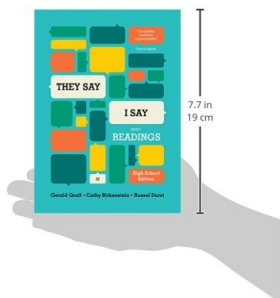 THEY SAY
I SAY
WITH
READINGS
High School
Edition
Gerald Graff • Cathy Birkenstein • Russel Durst
7.7 in
19 cm